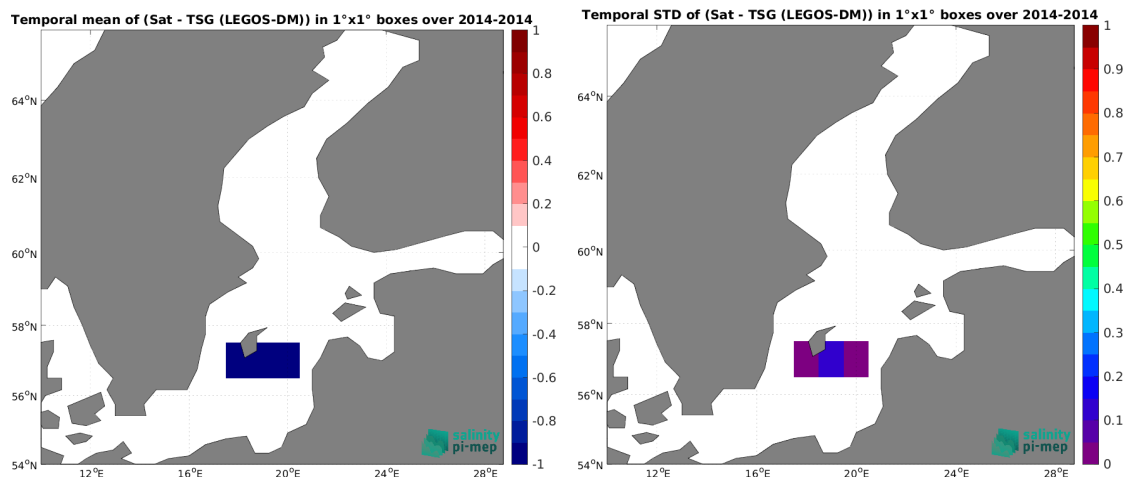 Temporal mean of (Sat - TSG (LEGOS-DM)) in 1°x1° boxes over 2014-2014
64°N
62°N
60°N
58°N
56°N
54°N
12°E
16°E
20°E
24°E
28°E
1
0.8
0.6
0.4
0.2
0
-0.2
-0.4
-0.6
-0.8
-1
salinity
pi-mep
Temporal STD of (Sat - TSG (LEGOS-DM)) in 1°x1° boxes over 2014-2014
64°N
62°N
60°N
58°N
56°N
54°N
12°E
16°E
20°E
24°E
28°E
1
0.9
0.8
0.7
0.6
0.5
0.4
0.3
0.2
0.1
0
salinity
pi-mep